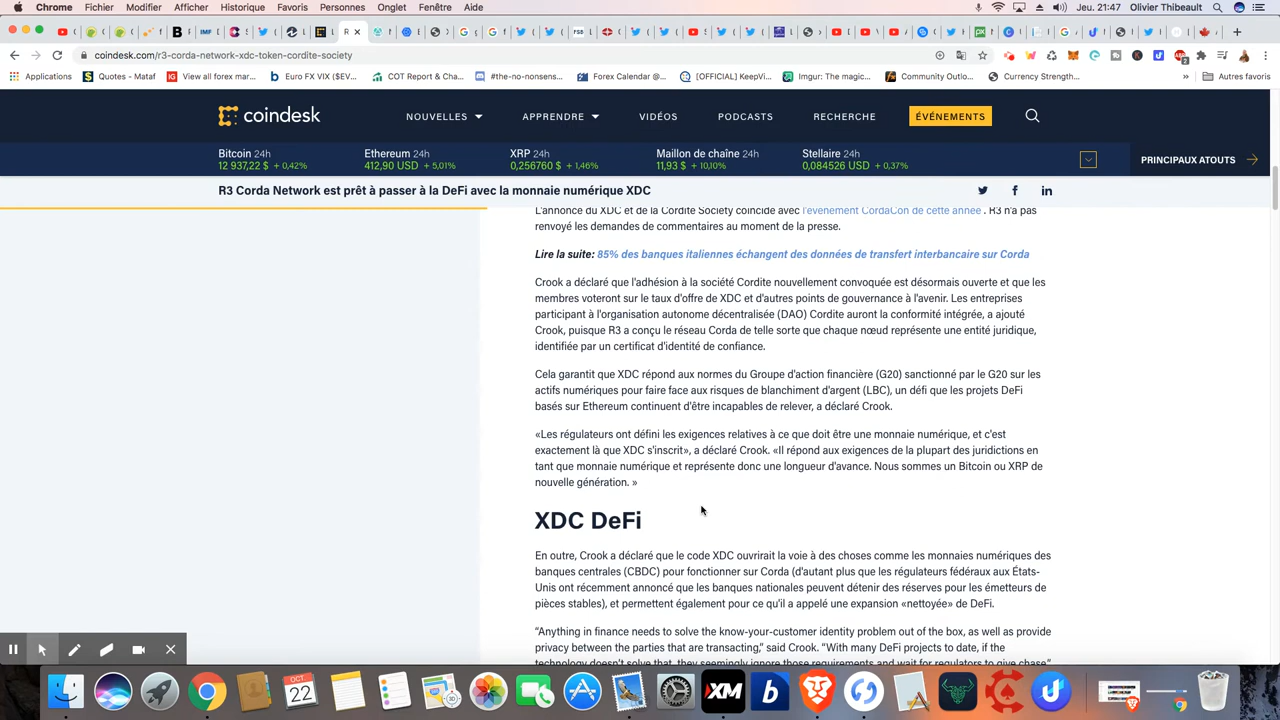 Chrome Fichier Modifier Affichage Historique Favoris Personnes Onglet Fenêtre Aide Jeu. 21:47 Olivier Thibeault
coindesk.com/r3-corda-network-xdc-token-cordite-society
Applications Quotes - Mataf View all forex mar... Euro FX VIX ($EV... COT Report & Cha... #the-no-nonsens... Forex Calendar @... [OFFICIAL] KeepVi... Imgur: The magic... Community Outlo... Currency Strength... » Autres favoris
coindesk NOUVELLES APPRENDRE VIDÉOS PODCASTS RECHERCHE ÉVÉNEMENTS
Bitcoin 24h Ethereum 24h XRP 24h Maillon de chaîne 24h Stellaire 24h
12 937,22 $ + 0,42% 412,90 USD + 5,01% 0,256760 $ + 1,46% 11,93 $ + 10,10% 0,084526 USD + 0,37%
PRINCIPAUX ATOUTS
R3 Corda Network est prêt à passer à la DeFi avec la monnaie numérique XDC
L'annonce du XDC et de la Cordite Society coïncide avec l'événement CordaCon de cette année . R3 n'a pas
renvoyé les demandes de commentaires au moment de la presse.
Lire la suite: 85% des banques italiennes échangent des données de transfert interbancaire sur Corda
Crook a déclaré que l'adhésion à la société Cordite nouvellement convoquée est désormais ouverte et que les
membres voteront sur le taux d'offre de XDC et d'autres points de gouvernance à l'avenir. Les entreprises
participant à l'organisation autonome décentralisée (DAO) Cordite auront la conformité intégrée, a ajouté
Crook, puisque R3 a conçu le réseau Corda de telle sorte que chaque nœud représente une entité juridique,
identifiée par un certificat d'identité de confiance.
Cela garantit que XDC répond aux normes du Groupe d'action financière (G20) sanctionné par le G20 sur les
actifs numériques pour faire face aux risques de blanchiment d'argent (LBC), un défi que les projets DeFi
basés sur Ethereum continuent d'être incapables de relever, a déclaré Crook.
«Les régulateurs ont défini les exigences relatives à ce que doit être une monnaie numérique, et c'est
exactement là que XDC s'inscrit», a déclaré Crook. «Il répond aux exigences de la plupart des juridictions en
tant que monnaie numérique et représente donc une longueur d'avance. Nous sommes un Bitcoin ou XRP de
nouvelle génération. »
XDC DeFi
En outre, Crook a déclaré que le code XDC ouvrirait la voie à des choses comme les monnaies numériques des
banques centrales (CBDC) pour fonctionner sur Corda (d'autant plus que les régulateurs fédéraux aux États-
Unis ont récemment annoncé que les banques nationales peuvent détenir des réserves pour les émetteurs de
pièces stables), et permettent également pour ce qu'il a appelé une expansion «nettoyée» de DeFi.
"Anything in finance needs to solve the know-your-customer identity problem out of the box, as well as provide
privacy between the parties that are transacting," said Crook. "With many DeFi projects to date, if the
technology doesn't solve that, they seemingly ignore those requirements and wait for regulators to give chase"
OCT.
22
XM
b